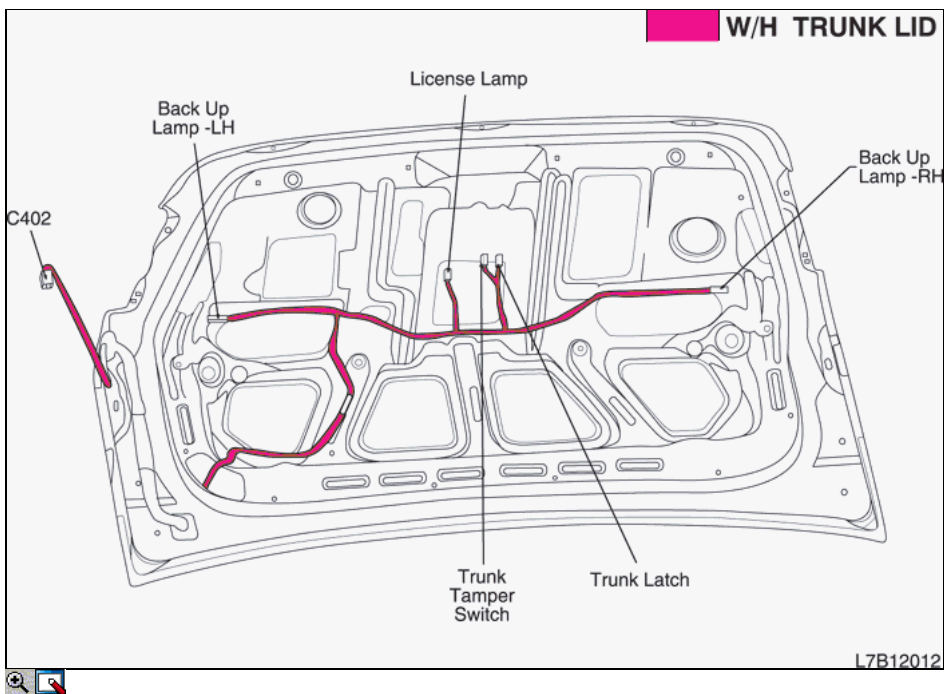 W/H TRUNK LID
License Lamp
Back Up
Lamp -LH
Back Up
Lamp -RH
C402
Trunk
Tamper
Switch
Trunk Latch
L7B12012